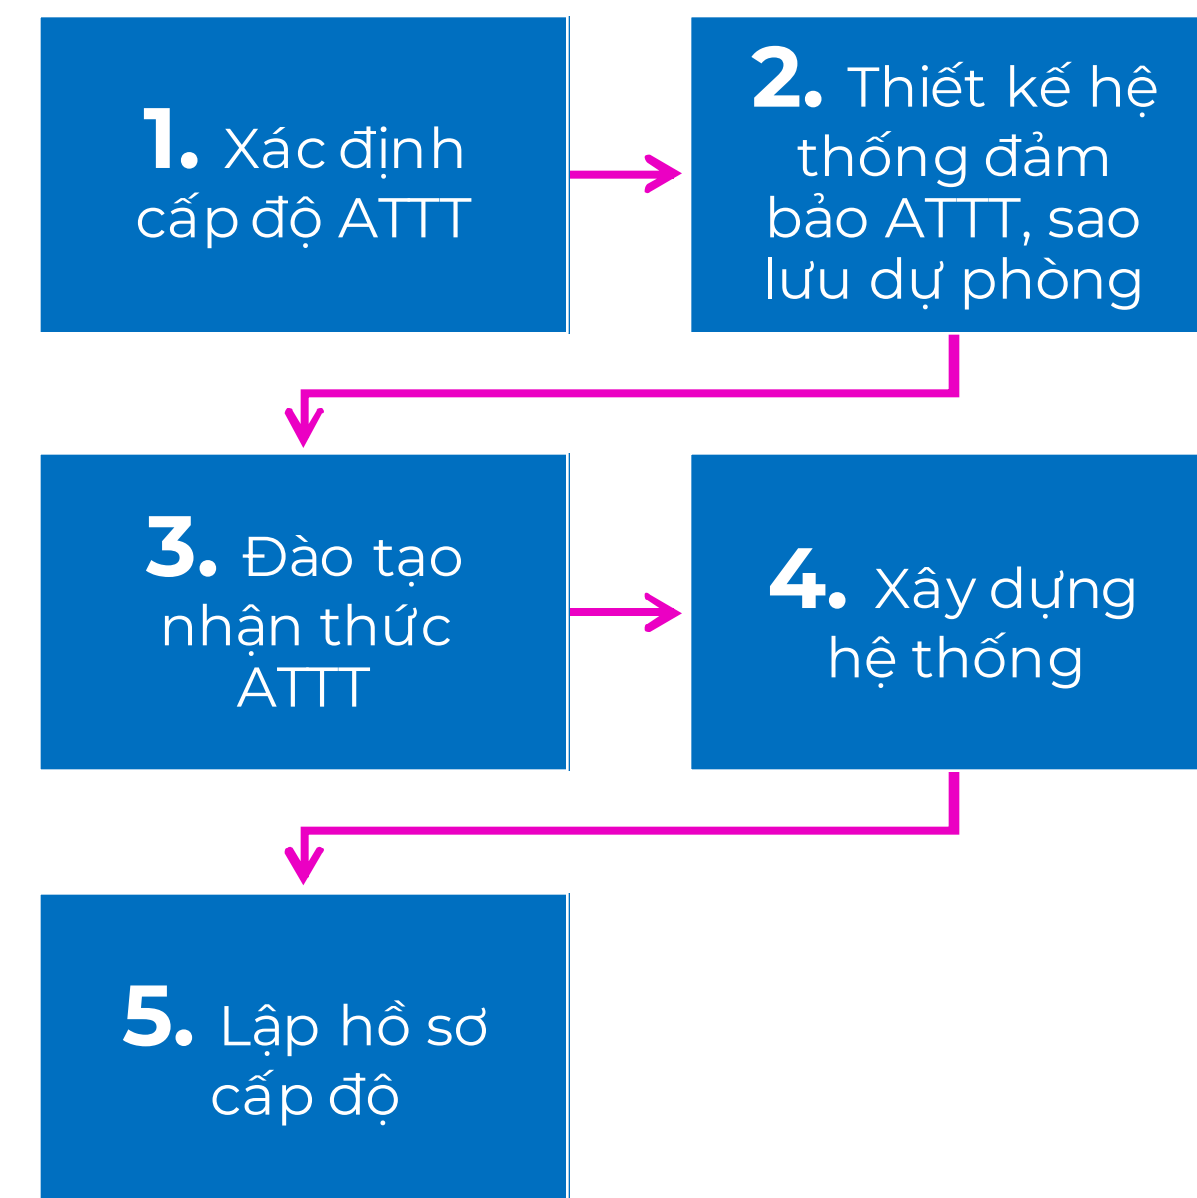 1. Xác định
cấp độ ATTT
2. Thiết kế hệ
thống đảm
bảo ATTT, sao
lưu dự phòng
3. Đào tạo
nhận thức
ATTT
4. Xây dựng
hệ thống
5. Lập hồ sơ
cấp độ